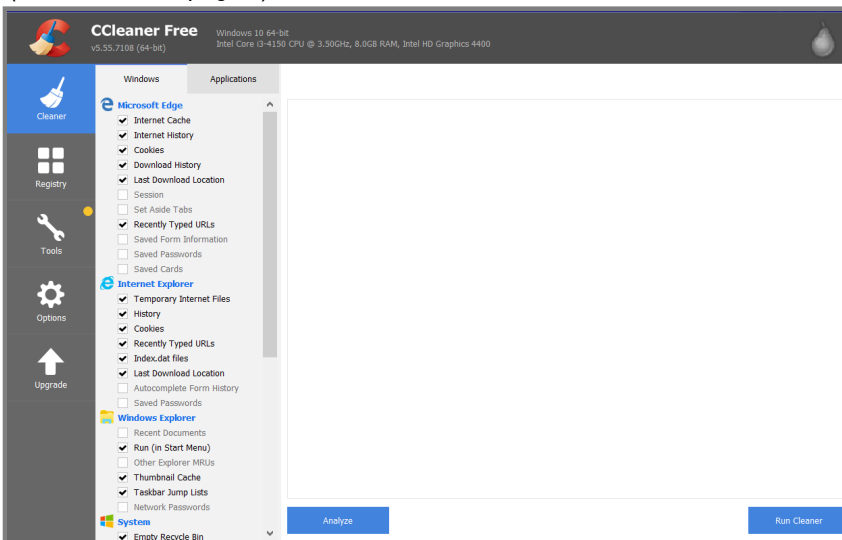 CCleaner Free
v5.55.7108 (64-bit)
Windows 10 64-bit
Intel Core i3-4150 CPU @ 3.50GHz, 8.0GB RAM, Intel HD Graphics 4400
Cleaner
Registry
Tools
Options
Upgrade
Windows
Applications
Microsoft Edge
Internet Cache
Internet History
Cookies
Download History
Last Download Location
Session
Set Aside Tabs
Recently Typed URLs
Saved Form Information
Saved Passwords
Saved Cards
Internet Explorer
Temporary Internet Files
History
Cookies
Recently Typed URLs
Index.dat files
Last Download Location
Autocomplete Form History
Saved Passwords
Windows Explorer
Recent Documents
Run (in Start Menu)
Other Explorer MRUs
Thumbnail Cache
Taskbar Jump Lists
Network Passwords
System
Empty Recycle Bin
Analyze
Run Cleaner